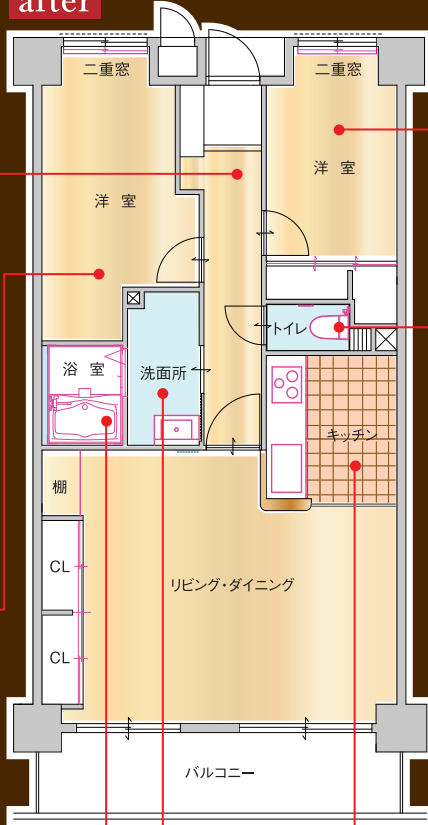 after
二重窓
二重窓
洋 室
洋 室
トイレ
浴 室
洗面所
キッチン
棚
CL
リビング・ダイニング
CL
バルコニー